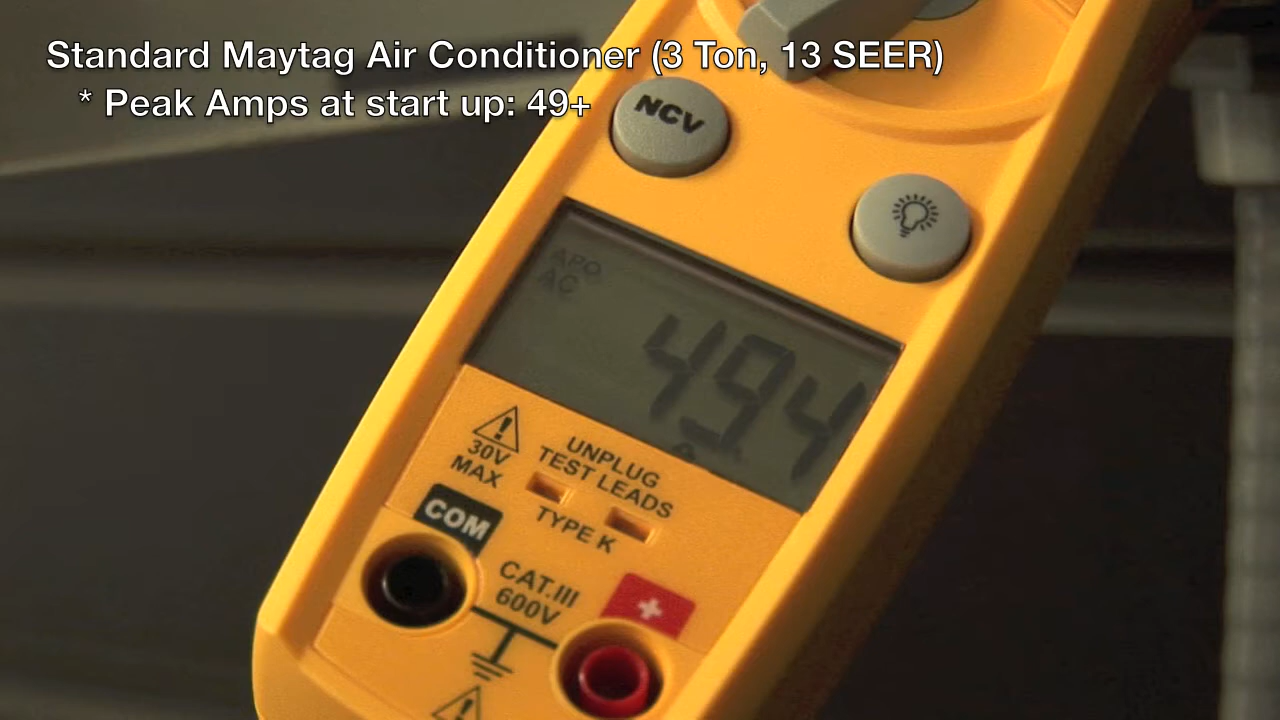 Standard Maytag Air Conditioner (3 Ton, 13 SEER)
* Peak Amps at start up: 49+
NCV
APO
AC
494
30V
MAX
UNPLUG
TEST LEADS
TYPE K
COM
CAT.III
600V
+